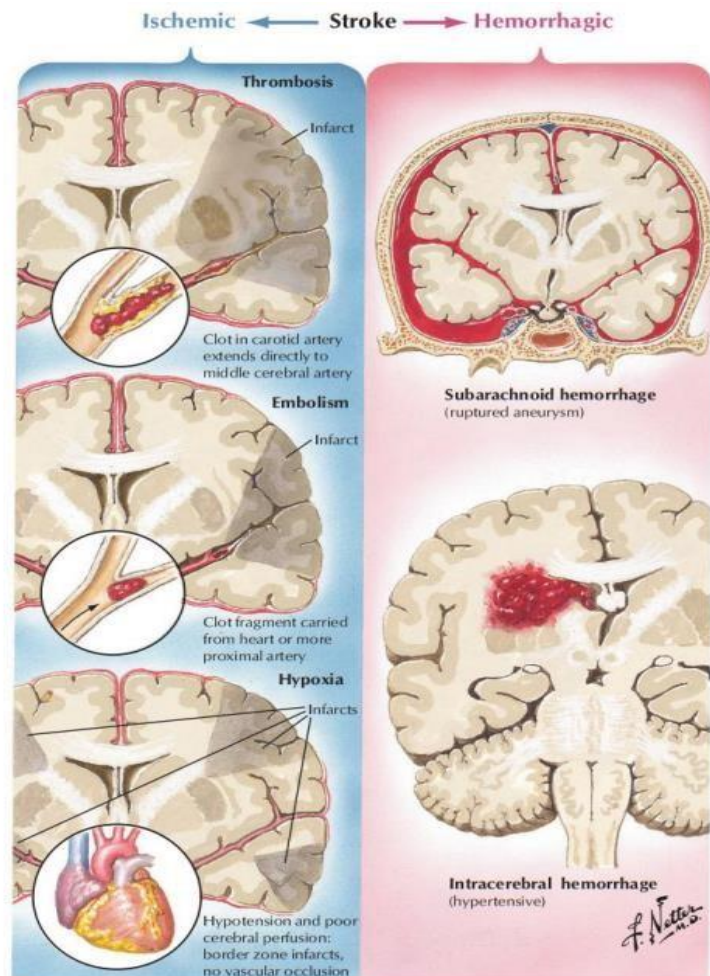 Ischemic Stroke Hemorrhagic
Thrombosis
Infarct
Clot in carotid artery
extends directly to
middle cerebral artery
Embolism
Infarct
Clot fragment carried
from heart or more
proximal artery
Hypoxia
Infarcts
Hypotension and poor
cerebral perfusion:
border zone infarcts,
no vascular occlusion
Subarachnoid hemorrhage
(ruptured aneurysm)
Intracerebral hemorrhage
(hypertensive)
F. Netter
M.D.